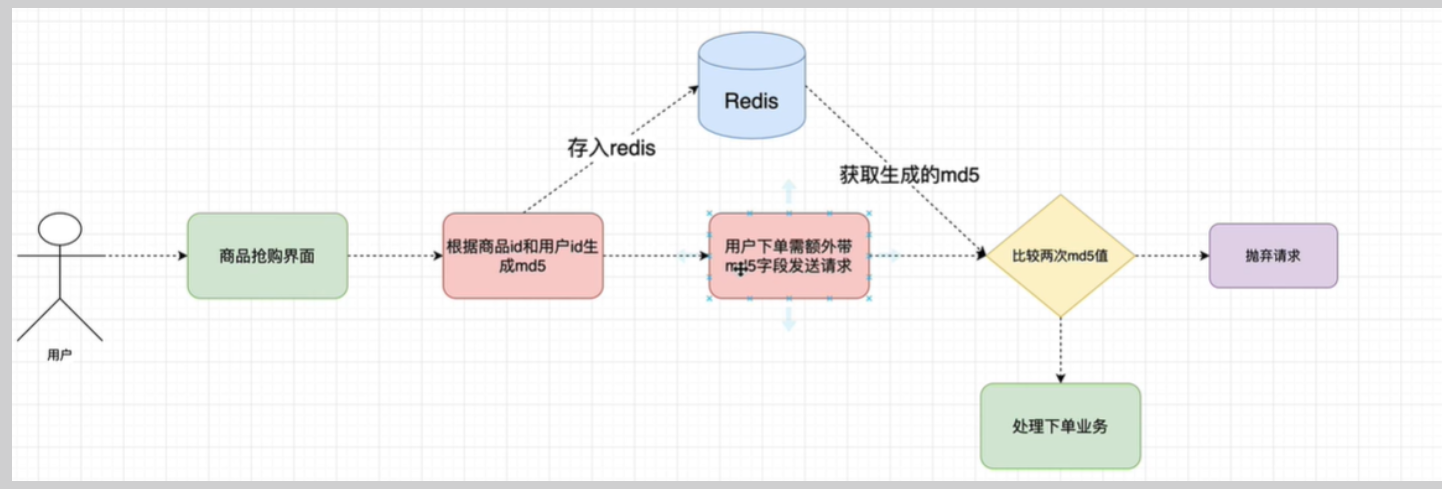 Redis
存入redis
获取生成的md5
商品抢购界面
根据商品id和用户id生
成md5
用户下单需额外带
md5字段发送请求
比较两次md5值
抛弃请求
用户
处理下单业务